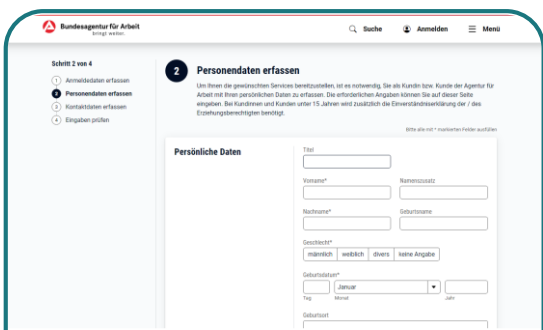 Bundesagentur für Arbeit
bringt weiter.
Suche
Anmelden
Menü
Schritt 2 von 4
1 Anmeldedaten erfassen
2 Personendaten erfassen
3 Kontaktdaten erfassen
4 Eingaben prüfen
2 Personendaten erfassen
Um Ihnen die gewünschten Services bereitzustellen, ist es notwendig, Sie als Kundin bzw. Kunde der Agentur für
Arbeit mit Ihren persönlichen Daten zu erfassen. Die erforderlichen Angaben können Sie auf dieser Seite
eingeben. Bei Kundinnen und Kunden unter 15 Jahren wird zusätzlich die Einverständniserklärung der / des
Erziehungsberechtigten benötigt.
Bitte alle mit * markierten Felder ausfüllen
Persönliche Daten
Titel
Vorname*
Namenszusatz
Nachname*
Geburtsname
Geschlecht*
männlich weiblich divers keine Angabe
Geburtsdatum*
Januar
Tag Monat Jahr
Geburtsort